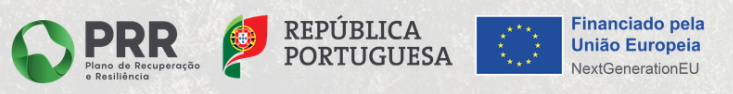 PRR
Plano de Recuperação
e Resiliência
REPÚBLICA
PORTUGUESA
Financiado pela
União Europeia
NextGenerationEU